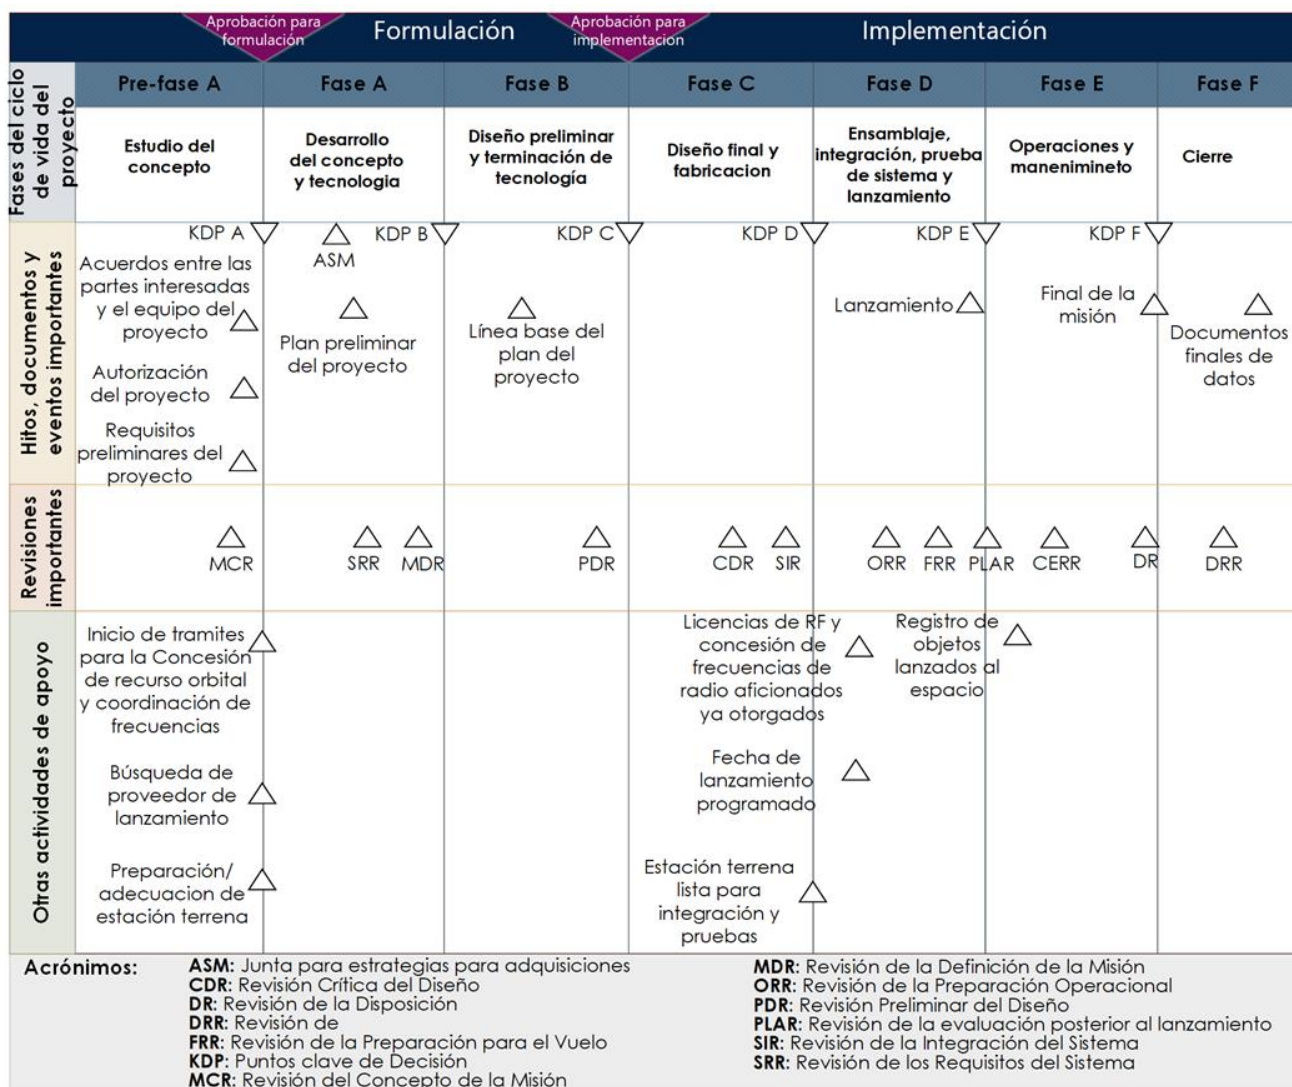 Aprobación para
formulación
Formulación
Aprobación para
implementacion
Implementación
Fases del ciclo
de vida del
proyecto
Pre-fase A
Fase A
Fase B
Fase C
Fase D
Fase E
Fase F
Estudio del
concepto
Desarrollo
del concepto
y tecnologia
Diseño preliminar
y terminación de
tecnología
Diseño final y
fabricacion
Ensamblaje,
integración, prueba
de sistema y
lanzamiento
Operaciones y
manenimineto
Cierre
Hitos, documentos y
eventos importantes
KDP A
KDP B
KDP C
KDP D
KDP E
KDP F
Acuerdos entre las
partes interesadas
y el equipo del
proyecto
Autorización
del proyecto
Requisitos
preliminares del
proyecto
ASM
Plan preliminar
del proyecto
Línea base del
plan del
proyecto
Lanzamiento
Final de la
misión
Documentos
finales de
datos
Revisiones
importantes
MCR
SRR
MDR
PDR
CDR
SIR
ORR
FRR
PLAR
CERR
DR
DRR
Otras actividades de apoyo
Inicio de tramites
para la Concesión
de recurso orbital
y coordinación de
frecuencias
Búsqueda de
proveedor de
lanzamiento
Preparación/
adecuacion de
estación terrena
Licencias de RF y
concesión de
frecuencias de
radio aficionados
ya otorgados
Fecha de
lanzamiento
programado
Estación terrena
lista para
integración y
pruebas
Registro de
objetos
lanzados al
espacio
Acrónimos:
ASM: Junta para estrategias para adquisiciones
CDR: Revisión Crítica del Diseño
DR: Revisión de la Disposición
DRR: Revisión de
FRR: Revisión de la Preparación para el Vuelo
KDP: Puntos clave de Decisión
MCR: Revisión del Concepto de la Misión
MDR: Revisión de la Definición de la Misión
ORR: Revisión de la Preparación Operacional
PDR: Revisión Preliminar del Diseño
PLAR: Revisión de la evaluación posterior al lanzamiento
SIR: Revisión de la Integración del Sistema
SRR: Revisión de los Requisitos del Sistema